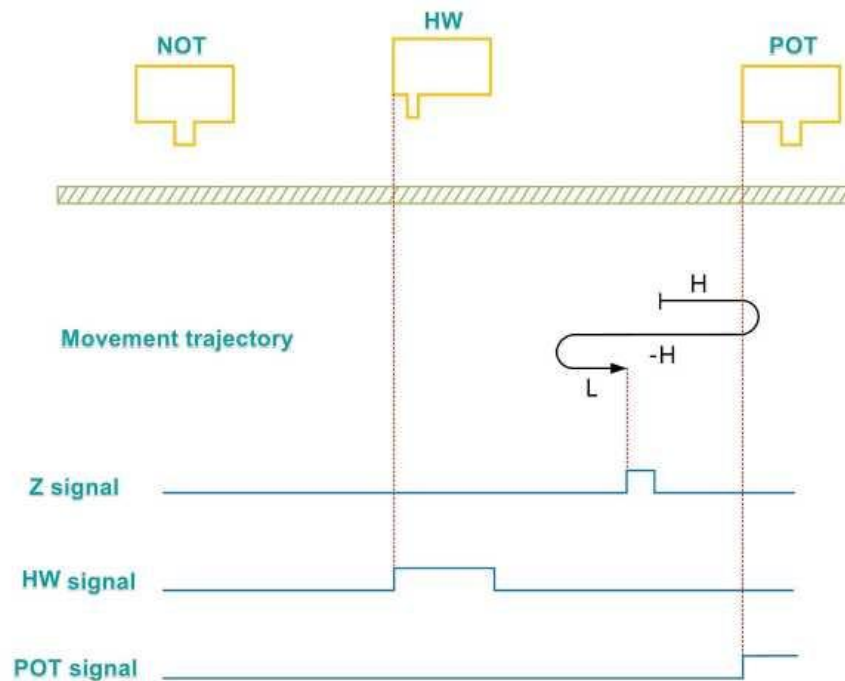 HW
NOT
POT
H
Movement trajectory
-H
L
Z signal
HW signal
POT signal